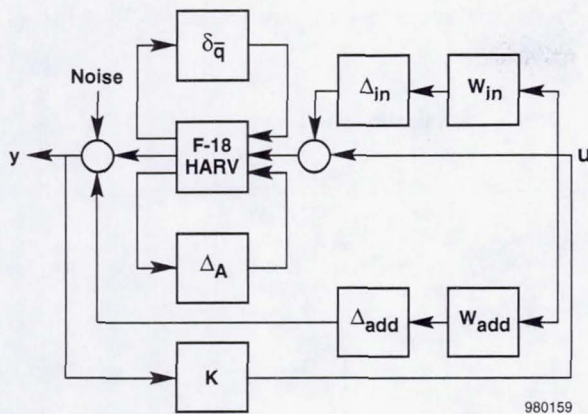 δq̅
Noise
Δin
Win
y
F-18
HARV
U
ΔA
Δadd
Wadd
K
980159